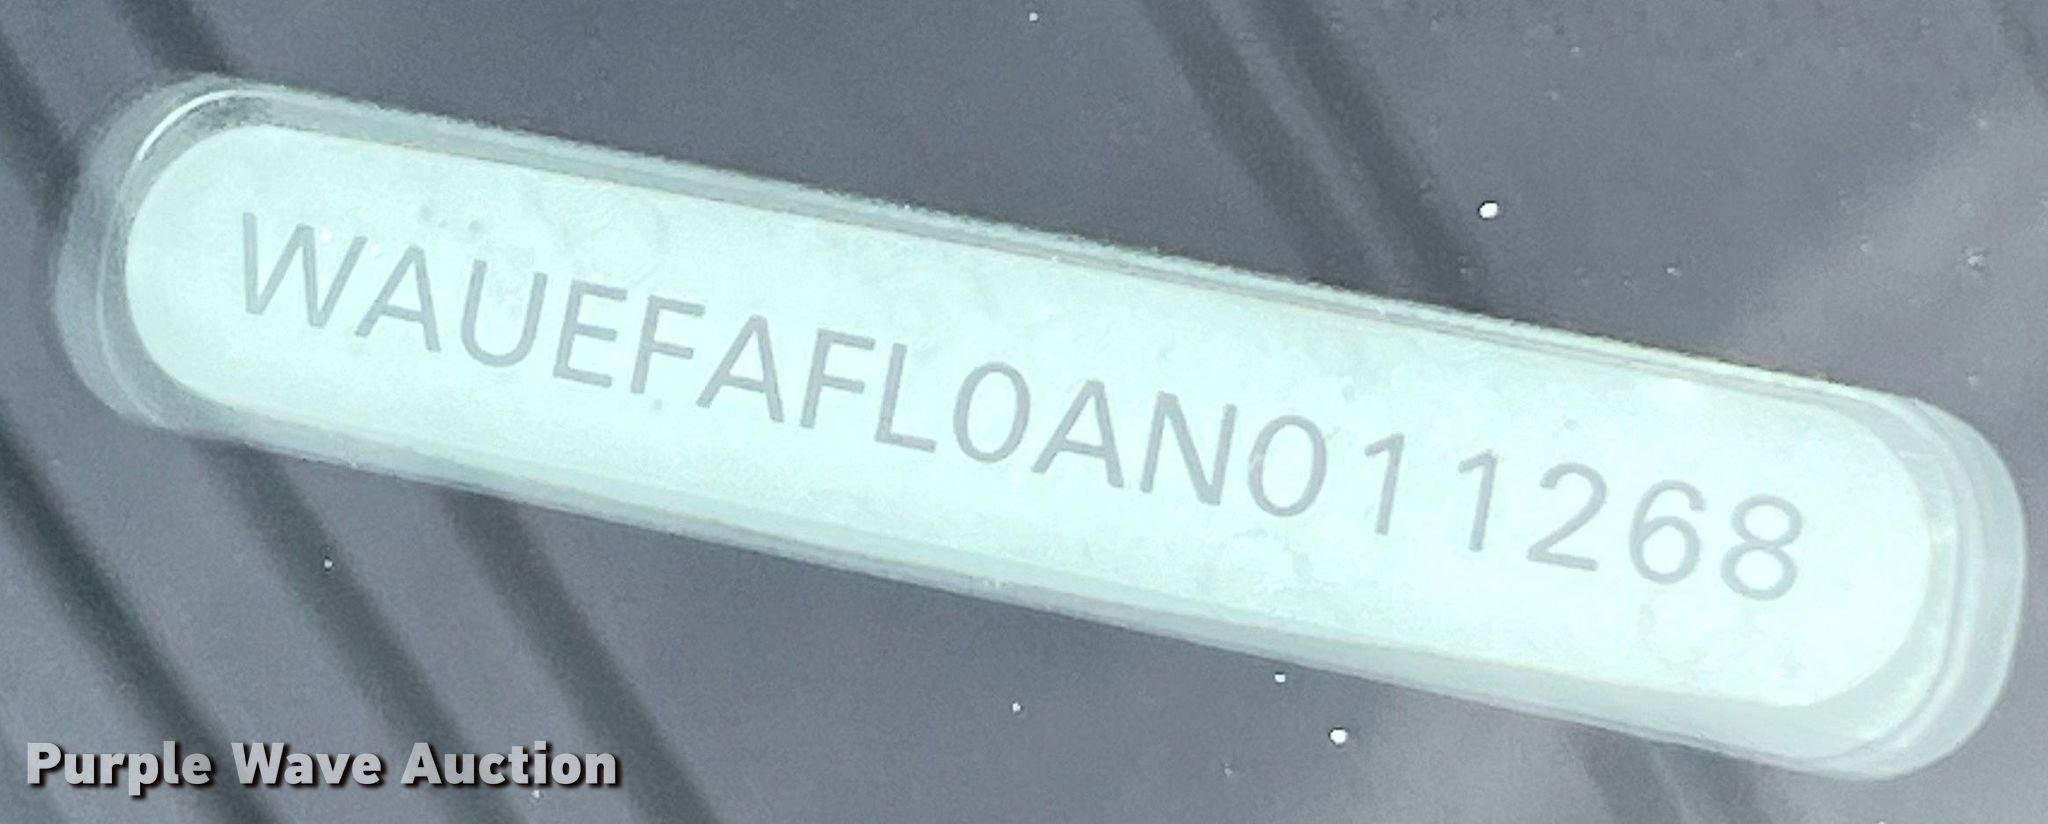 WAUEFAFL0AN011268
Purple Wave Auction